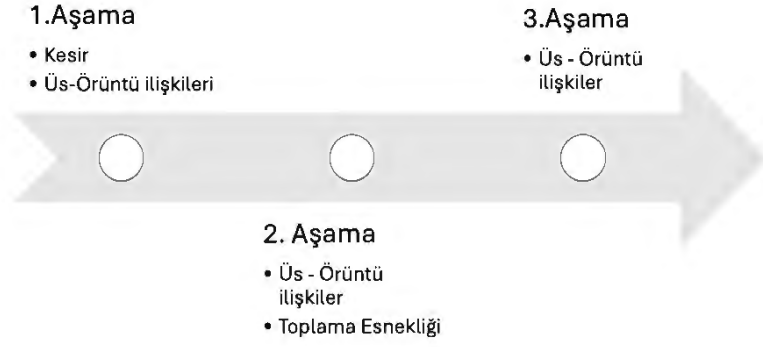 1.Aşama
• Kesir
• Üs-Örüntü ilişkileri
2. Aşama
• Üs - Örüntü
ilişkiler
• Toplama Esnekliği
3.Aşama
• Üs - Örüntü
ilişkiler